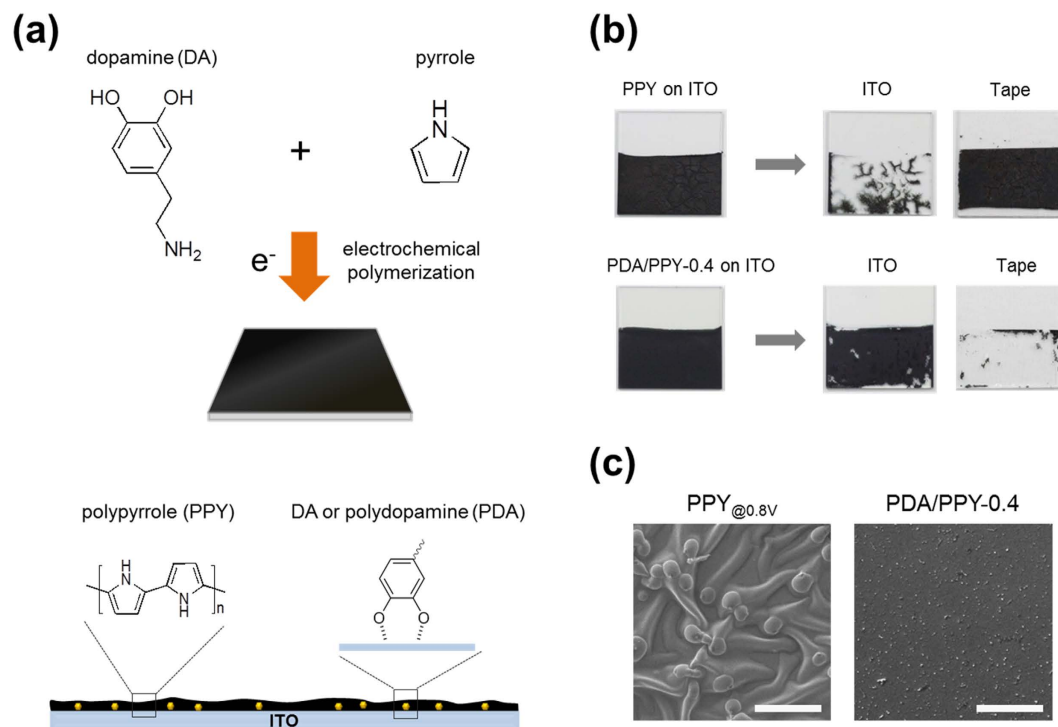 (a)
dopamine (DA)
pyrrole
HO
OH
NH2
+
H
N
e-
electrochemical
polymerization
polypyrrole (PPY)
DA or polydopamine (PDA)
H
N
N
H
n
O
O
ITO
(b)
PPY on ITO
ITO
Tape
PDA/PPY-0.4 on ITO
ITO
Tape
(c)
PPY@0.8V
PDA/PPY-0.4